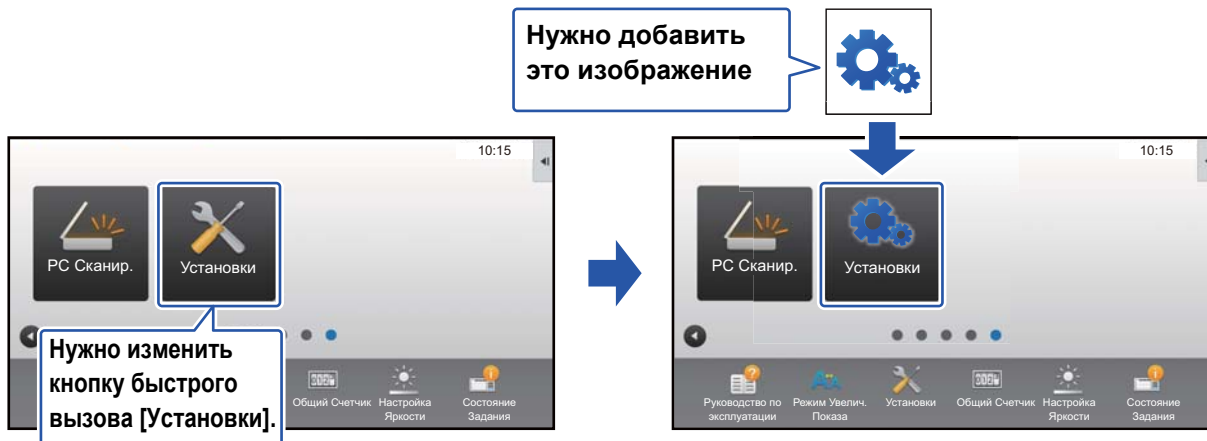 Нужно добавить
это изображение
10:15
PC Сканир.
Установки
Нужно изменить
кнопку быстрого
вызова [Установки].
Общий Счетчик
Настройка
Яркости
Состояние
Задания
10:15
PC Сканир.
Установки
Руководство по
эксплуатации
Режим Увелич.
Показа
Установки
Общий Счетчик
Настройка
Яркости
Состояние
Задания